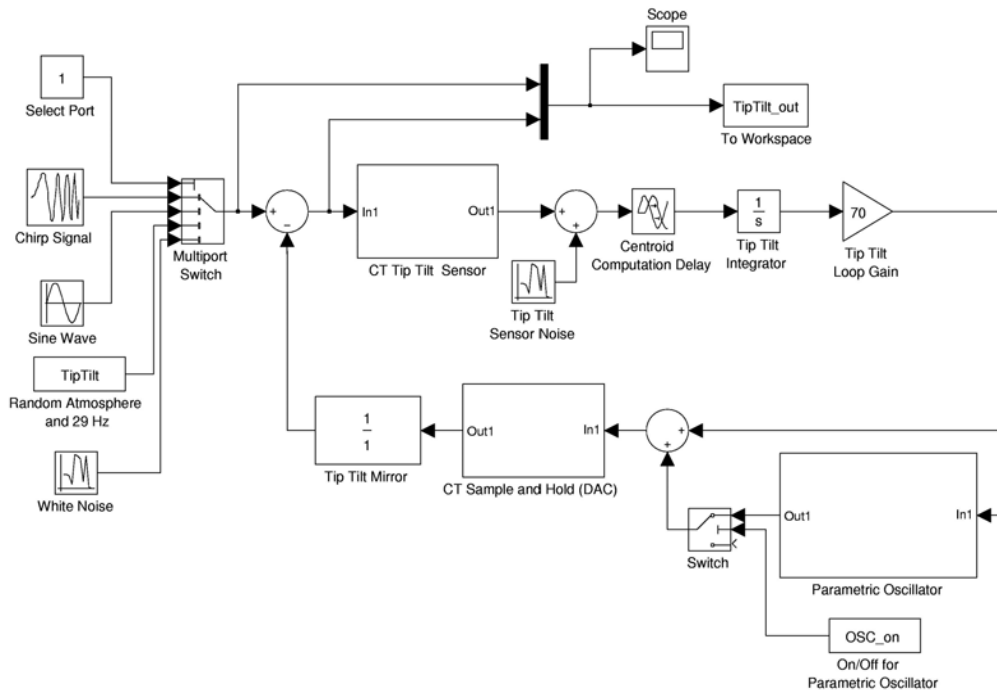 Scope
1
Select Port
TipTilt_out
To Workspace
Chirp Signal
Multiport
Switch
+
−
In1
Out1
CT Tip Tilt Sensor
+
+
Centroid
Computation Delay
1
s
Tip Tilt
Integrator
70
Tip Tilt
Loop Gain
Tip Tilt
Sensor Noise
Sine Wave
TipTilt
Random Atmosphere
and 29 Hz
White Noise
1
1
Tip Tilt Mirror
Out1
In1
CT Sample and Hold (DAC)
+
+
Switch
Out1
In1
Parametric Oscillator
OSC_on
On/Off for
Parametric Oscillator